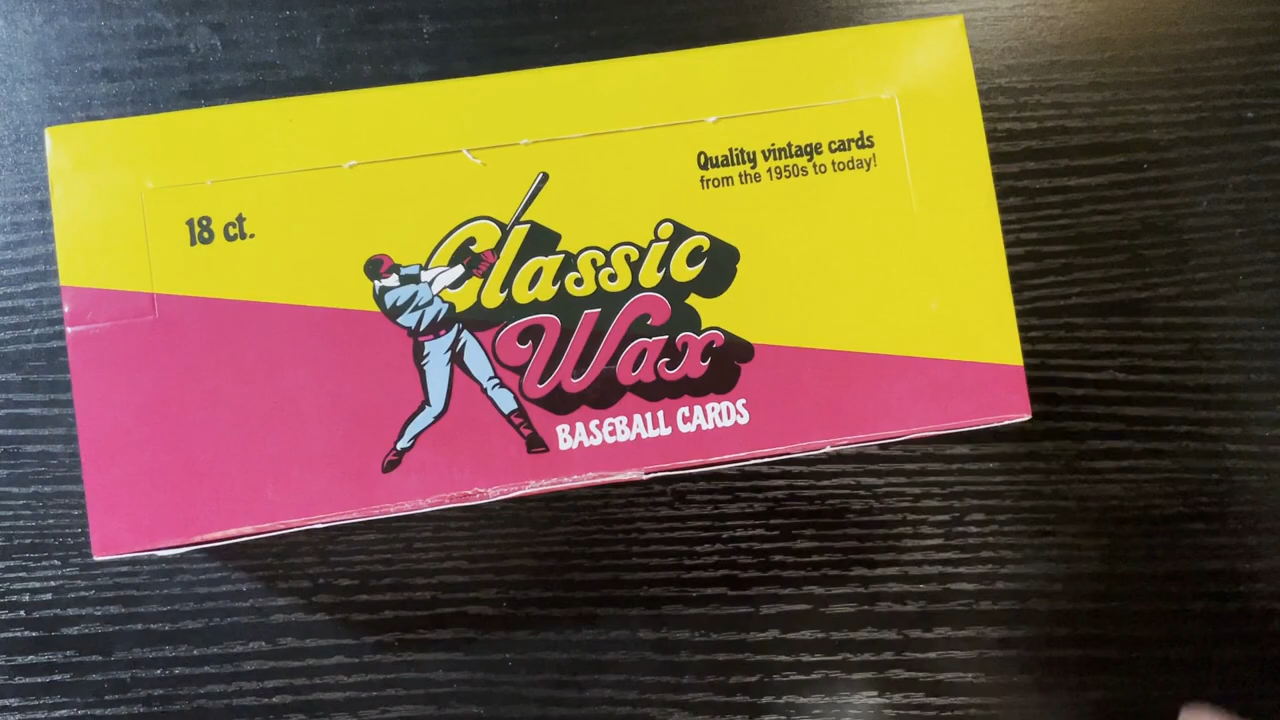 Quality vintage cards
from the 1950s to today!
18 ct.
Classic
Wax
BASEBALL CARDS